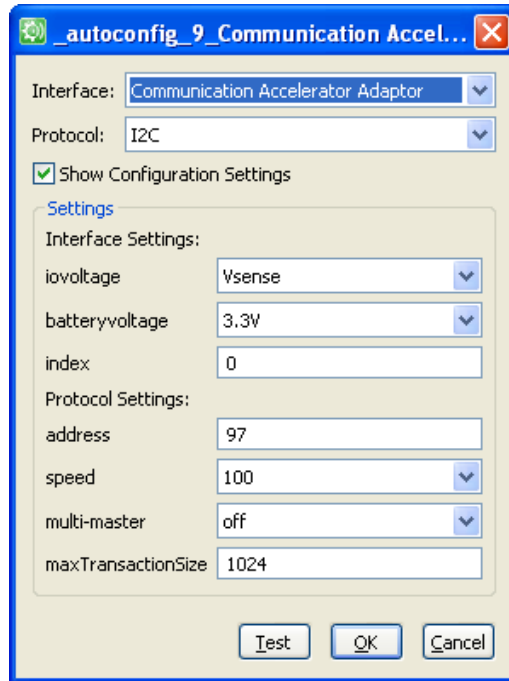 _autoconfig_9_Communication Accel...
Interface: Communication Accelerator Adaptor
Protocol: I2C
Show Configuration Settings
Settings
Interface Settings:
iovoltage Vsense
batteryvoltage 3.3V
index 0
Protocol Settings:
address 97
speed 100
multi-master off
maxTransactionSize 1024
Test OK Cancel